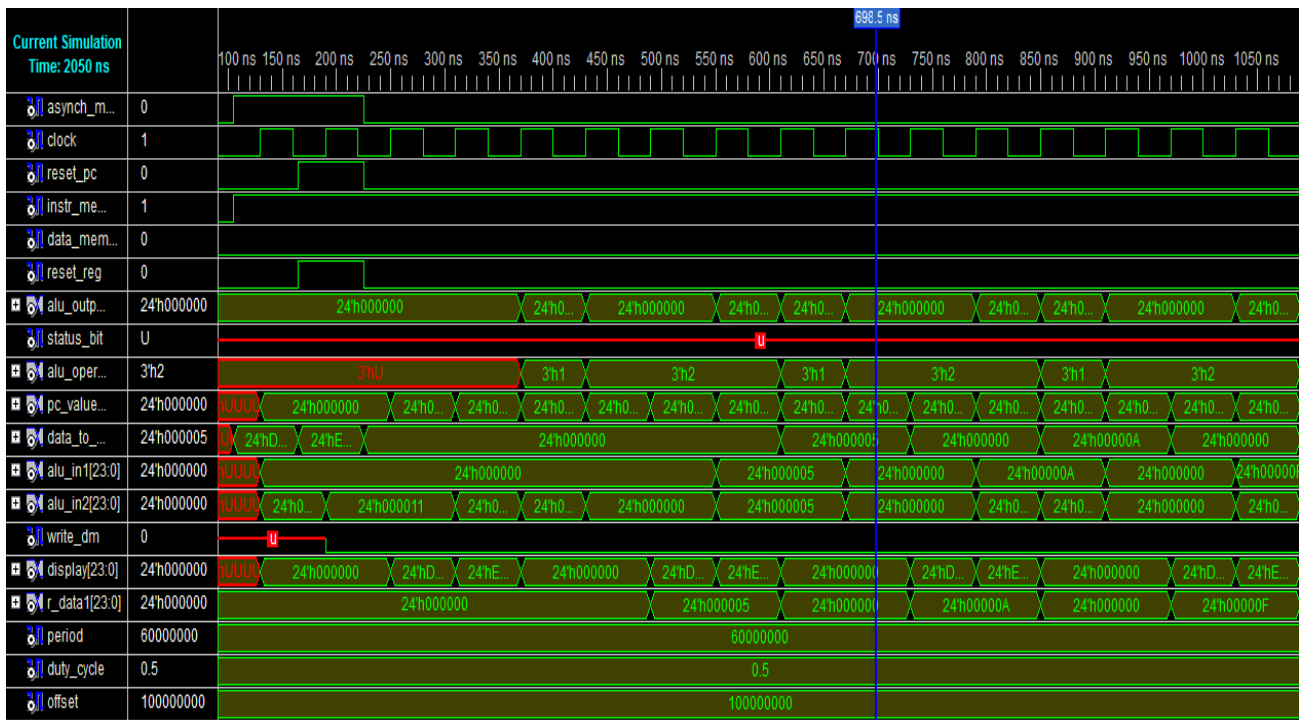 698.5 ns
Current Simulation
Time: 2050 ns
100 ns 150 ns 200 ns 250 ns 300 ns 350 ns 400 ns 450 ns 500 ns 550 ns 600 ns 650 ns 700 ns 750 ns 800 ns 850 ns 900 ns 950 ns 1000 ns 1050 ns
asynch_m... 0
clock 1
reset_pc 0
instr_me... 1
data_mem... 0
reset_reg 0
alu_outp... 24'h000000 24'h000000 24'h0... 24'h000000 24'h0... 24'h0... 24'h000000 24'h0... 24'h0... 24'h000000 24'h0...
status_bit U U
alu_oper... 3'h2 3'hU 3'h1 3'h2 3'h1 3'h2 3'h1 3'h2
pc_value... 24'h000000 hUUUU 24'h000000 24'h0... 24'h0... 24'h0... 24'h0... 24'h0... 24'h0... 24'h0... 24'h0... 24'h0... 24'h0... 24'h0... 24'h0... 24'h0... 24'h0...
data_to_... 24'h000005 U 24'hD... 24'hE... 24'h000000 24'h000005 24'h000000 24'h00000A 24'h000000
alu_in1[23:0] 24'h000000 hUUUU 24'h000000 24'h000005 24'h000000 24'h00000A 24'h000000
alu_in2[23:0] 24'h000000 hUUUU 24'h0... 24'h000011 24'h0... 24'h0... 24'h000000 24'h000005 24'h000000 24'h0... 24'h0... 24'h000000 24'h0...
write_dm 0 U
display[23:0] 24'h000000 hUUUU 24'h000000 24'hD... 24'hE... 24'h000000 24'hD... 24'hE... 24'h000000 24'hD... 24'hE... 24'h000000 24'hD... 24'hE...
r_data1[23:0] 24'h000000 24'h000000 24'h000005 24'h000000 24'h00000A 24'h000000 24'h00000F
period 60000000 60000000
duty_cycle 0.5 0.5
offset 100000000 100000000